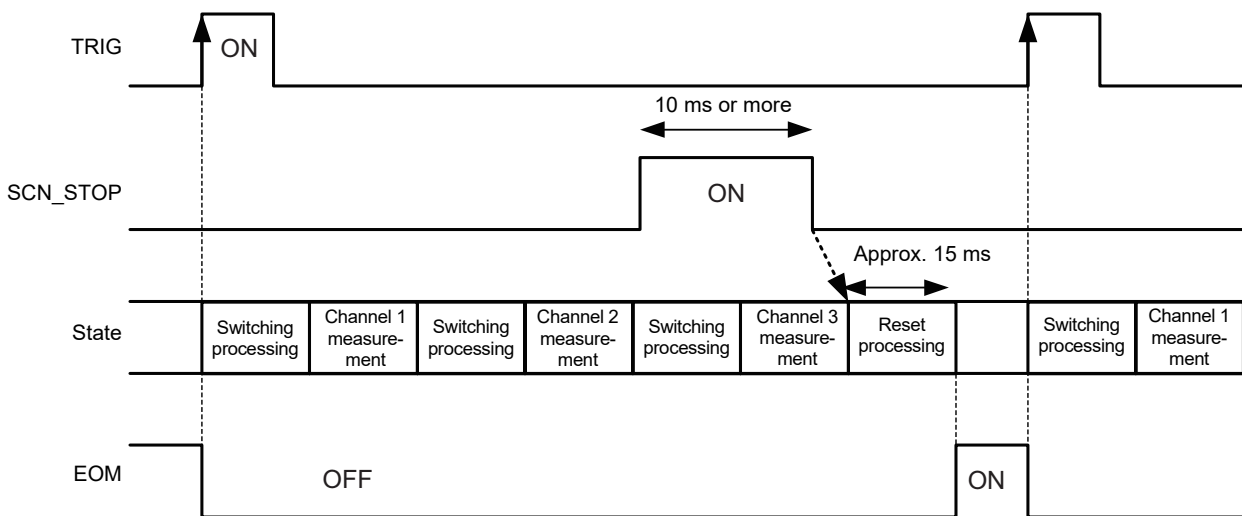 TRIG
ON
10 ms or more
SCN_STOP
ON
Approx. 15 ms
State
Switching
processing
Channel 1
measure-
ment
Switching
processing
Channel 2
measure-
ment
Switching
processing
Channel 3
measure-
ment
Reset
processing
Switching
processing
Channel 1
measure-
ment
EOM
OFF
ON